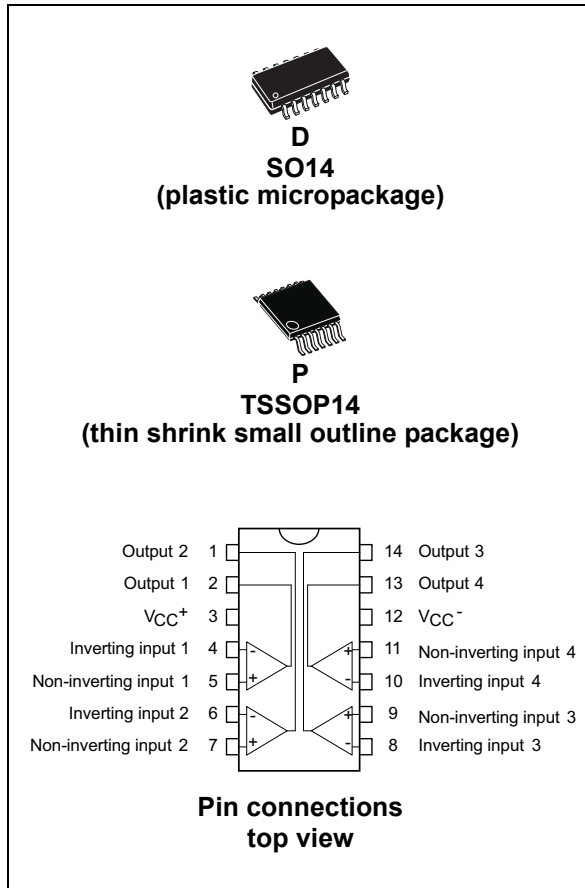 D
SO14
(plastic micropackage)
P
TSSOP14
(thin shrink small outline package)
Output 2 1 14 Output 3
Output 1 2 13 Output 4
VCC+ 3 12 VCC-
Inverting input 1 4 - + 11 Non-inverting input 4
Non-inverting input 1 5 + - 10 Inverting input 4
Inverting input 2 6 - + 9 Non-inverting input 3
Non-inverting input 2 7 + - 8 Inverting input 3
Pin connections
top view